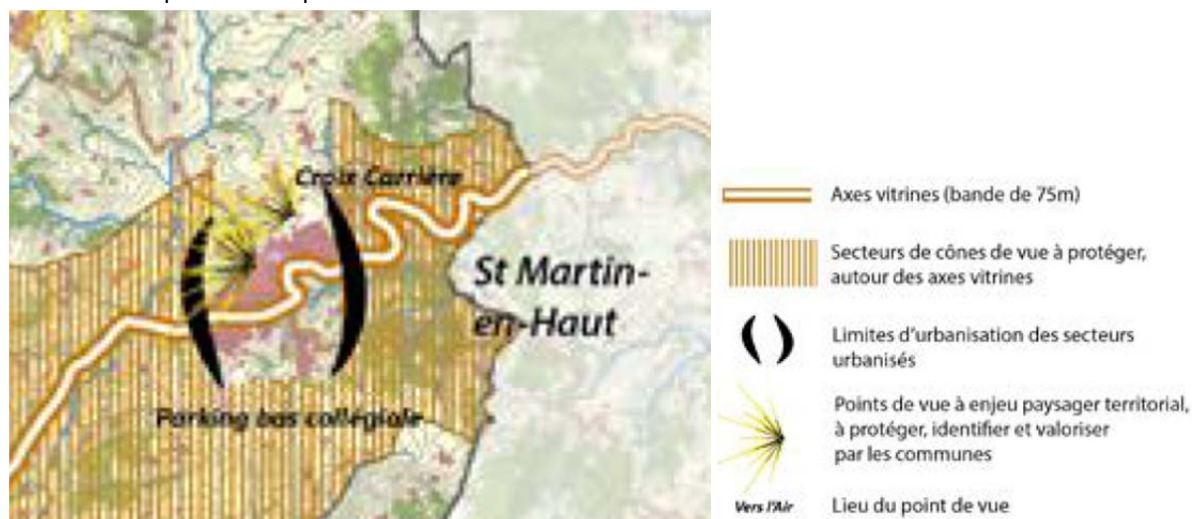 Croix Carrière
St Martin-
en-Haut
Parking bas collégiale
Axes vitrines (bande de 75m)
Secteurs de cônes de vue à protéger,
autour des axes vitrines
Limites d'urbanisation des secteurs
urbanisés
Points de vue à enjeu paysager territorial,
à protéger, identifier et valoriser
par les communes
Vers l'Air
Lieu du point de vue